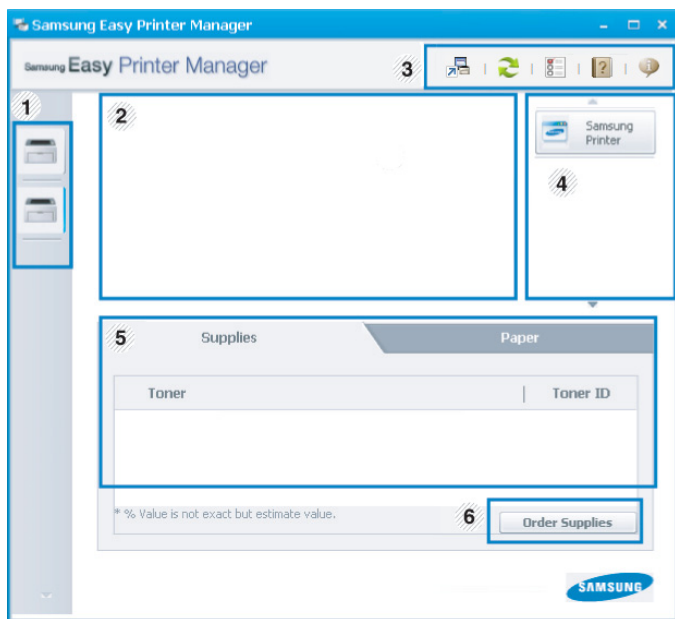 Samsung Easy Printer Manager
Samsung Easy Printer Manager
3
1
2
Samsung
Printer
4
5
Supplies
Paper
Toner
Toner ID
* % Value is not exact but estimate value.
6
Order Supplies
SAMSUNG